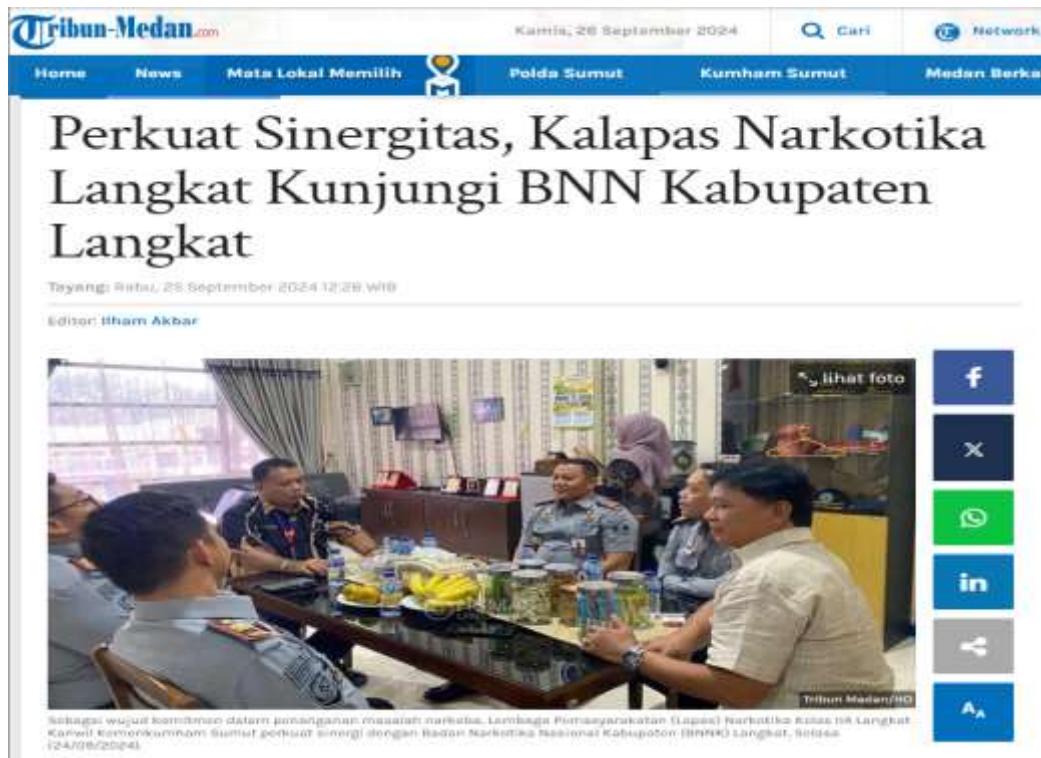 Tribun-Medan.com
Kamis, 26 September 2024
Cari
Network
Home News Mata Lokal Memilih Polda Sumut Kumham Sumut Medan Berka
Perkuat Sinergitas, Kalapas Narkotika
Langkat Kunjungi BNN Kabupaten
Langkat
Tayang: Rabu, 25 September 2024 12:28 WIB
Editor: Ilham Akbar
lihat foto
f
X
in
Tribun Medan/HO
AA
Sebagai wujud komitmen dalam penanganan masalah narkoba, Lembaga Pemasyarakatan (Lapas) Narkotika Kelas IIA Langkat
Kanwil Kemenkumham Sumut perkuat sinergi dengan Badan Narkotika Nasional Kabupaten (BNNK) Langkat, Selasa
(24/09/2024).